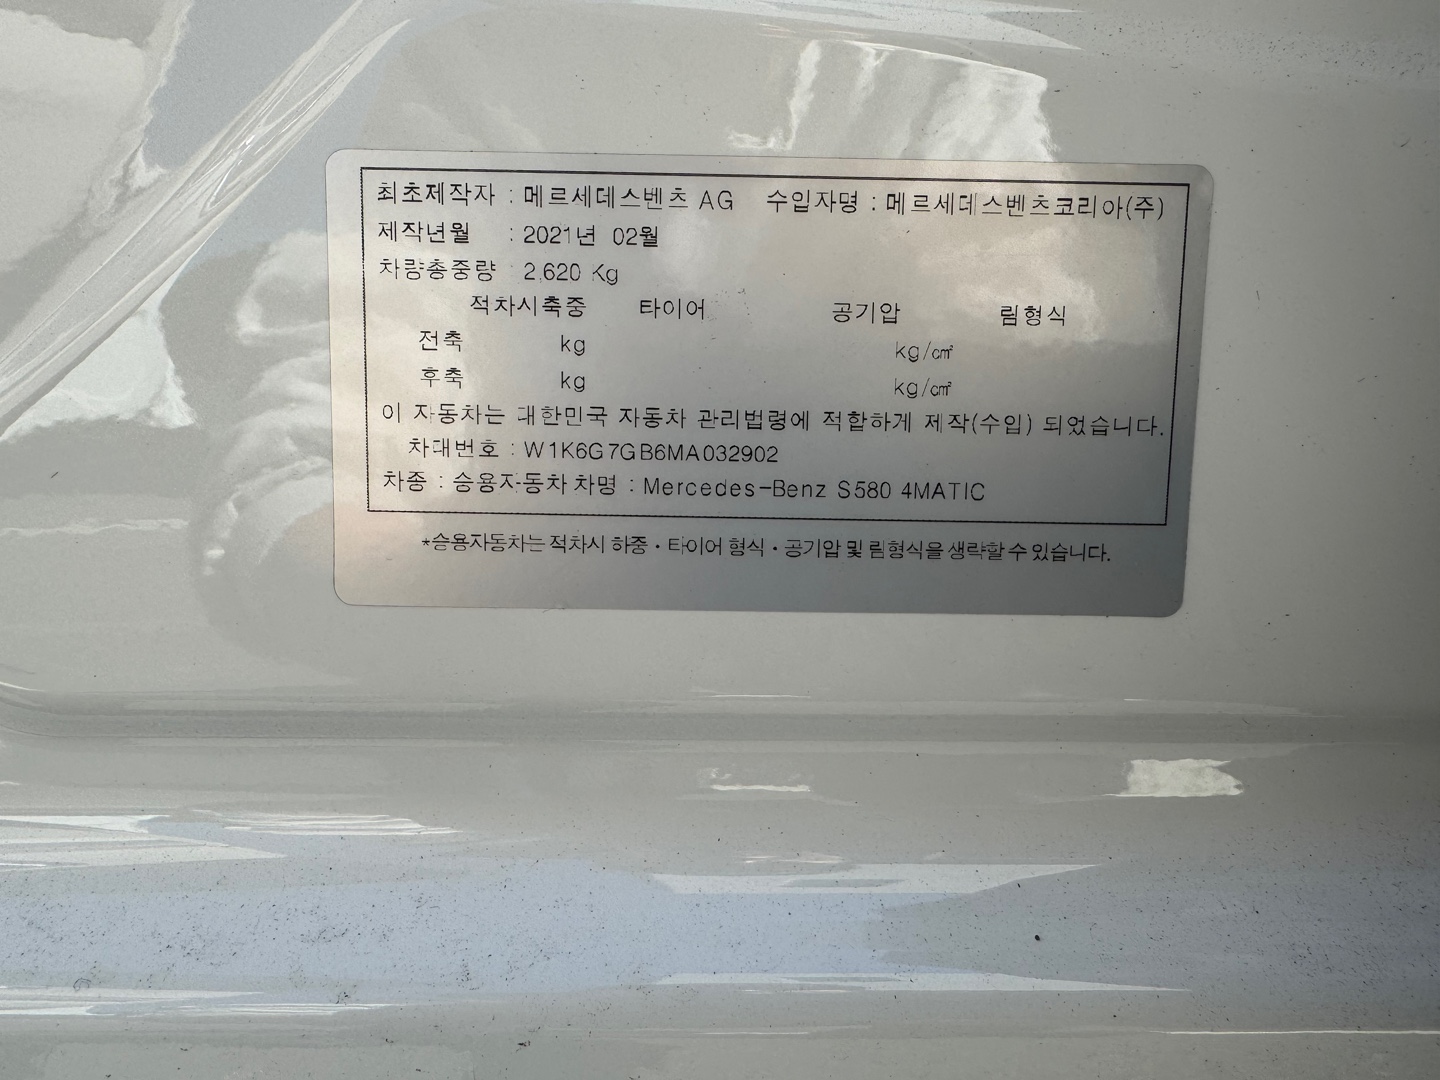 최초제작자 : 메르세데스벤츠 AG 수입자명 : 메르세데스벤츠코리아(주)
제작년월 : 2021년 02월
차량총중량 : 2,620 Kg
적차시축중 타이어 공기압 림형식
전축 kg kg/㎠
후축 kg kg/㎠
이 자동차는 대한민국 자동차 관리법령에 적합하게 제작(수입) 되었습니다.
차대번호 : W1K6G7GB6MA032902
차종 : 승용자동차 차명 : Mercedes-Benz S580 4MATIC
*승용자동차는 적차시 하중・타이어 형식・공기압 및 림형식을 생략할 수 있습니다.